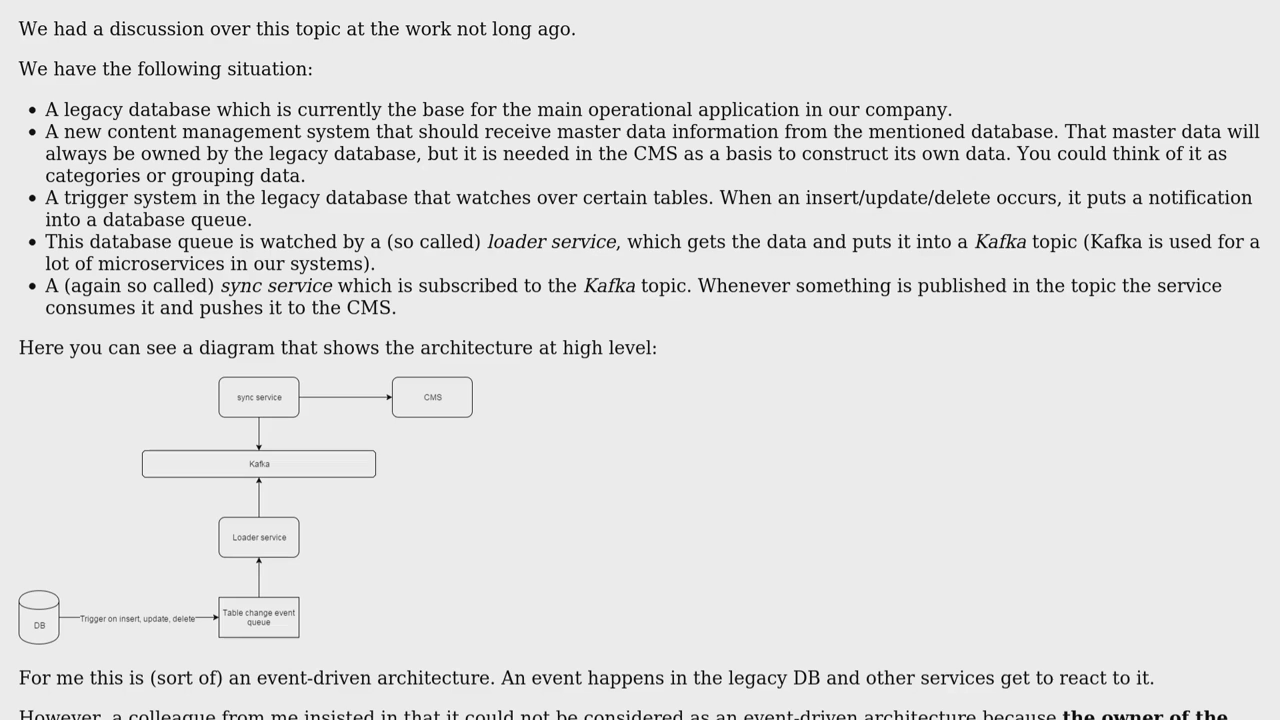 We had a discussion over this topic at the work not long ago.
We have the following situation:
• A legacy database which is currently the base for the main operational application in our company.
• A new content management system that should receive master data information from the mentioned database. That master data will
always be owned by the legacy database, but it is needed in the CMS as a basis to construct its own data. You could think of it as
categories or grouping data.
• A trigger system in the legacy database that watches over certain tables. When an insert/update/delete occurs, it puts a notification
into a database queue.
• This database queue is watched by a (so called) loader service, which gets the data and puts it into a Kafka topic (Kafka is used for a
lot of microservices in our systems).
• A (again so called) sync service which is subscribed to the Kafka topic. Whenever something is published in the topic the service
consumes it and pushes it to the CMS.
Here you can see a diagram that shows the architecture at high level:
sync service
CMS
Kafka
Loader service
DB
Trigger on insert, update, delete
Table change event
queue
For me this is (sort of) an event-driven architecture. An event happens in the legacy DB and other services get to react to it.
However, a colleague from me insisted in that it could not be considered as an event-driven architecture because the owner of the